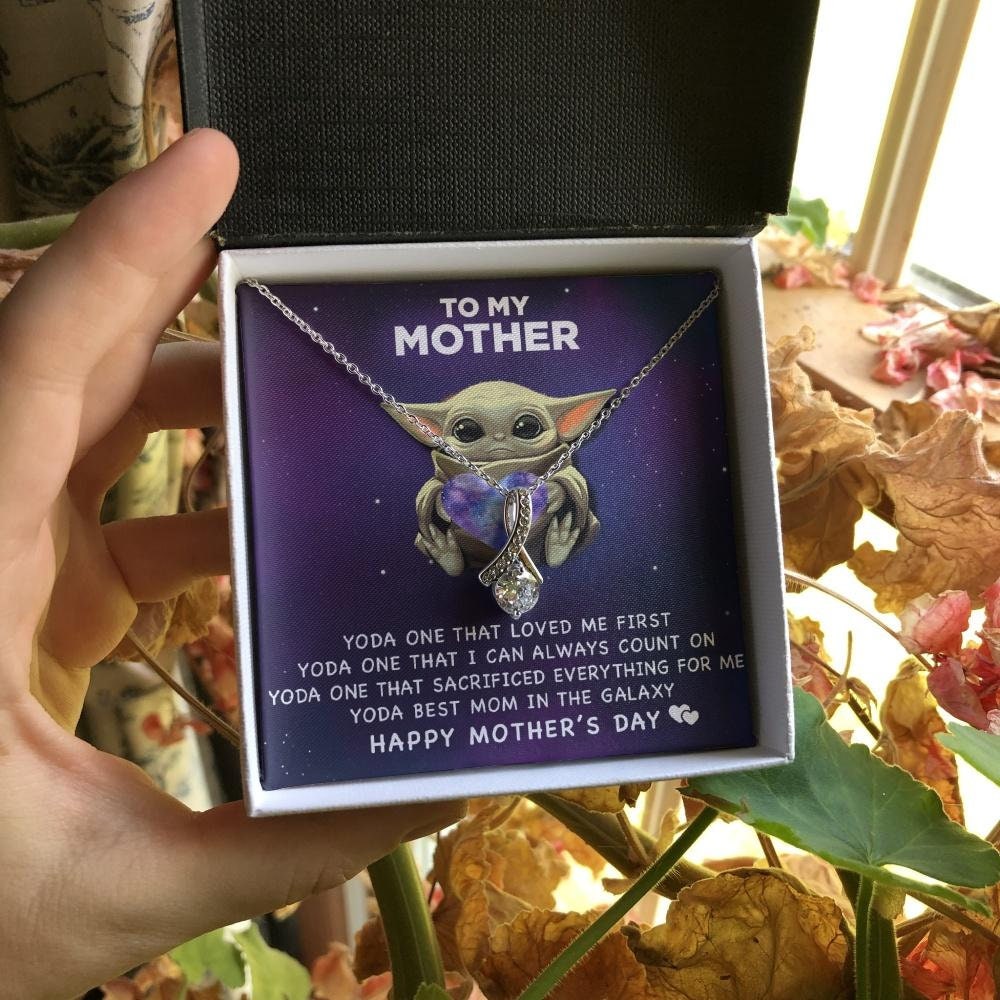 TO MY
MOTHER
YODA ONE THAT LOVED ME FIRST
YODA ONE THAT I CAN ALWAYS COUNT ON
YODA ONE THAT SACRIFICED EVERYTHING FOR ME
YODA BEST MOM IN THE GALAXY
HAPPY MOTHER'S DAY